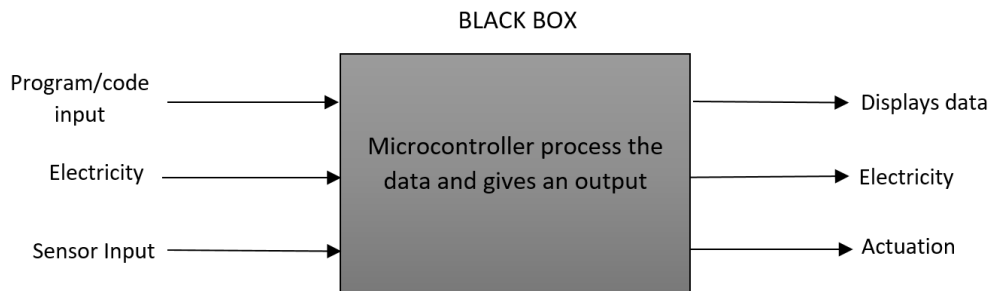 BLACK BOX
Program/code
input
Electricity
Sensor Input
Microcontroller process the
data and gives an output
Displays data
Electricity
Actuation